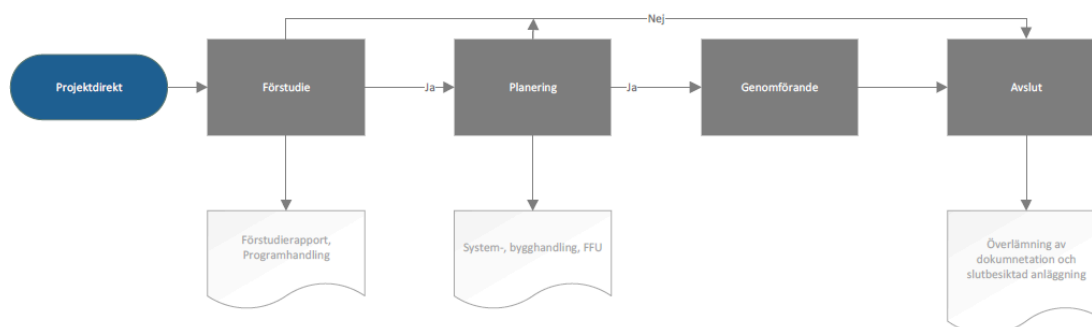 Nej
Projektdirekt
Förstudie
Ja
Planering
Ja
Genomförande
Avslut
Förstudierapport,
Programhandling
System-, bygghandling, FFU
Överlämning av
dokumnetation och
slutbesiktad anläggning